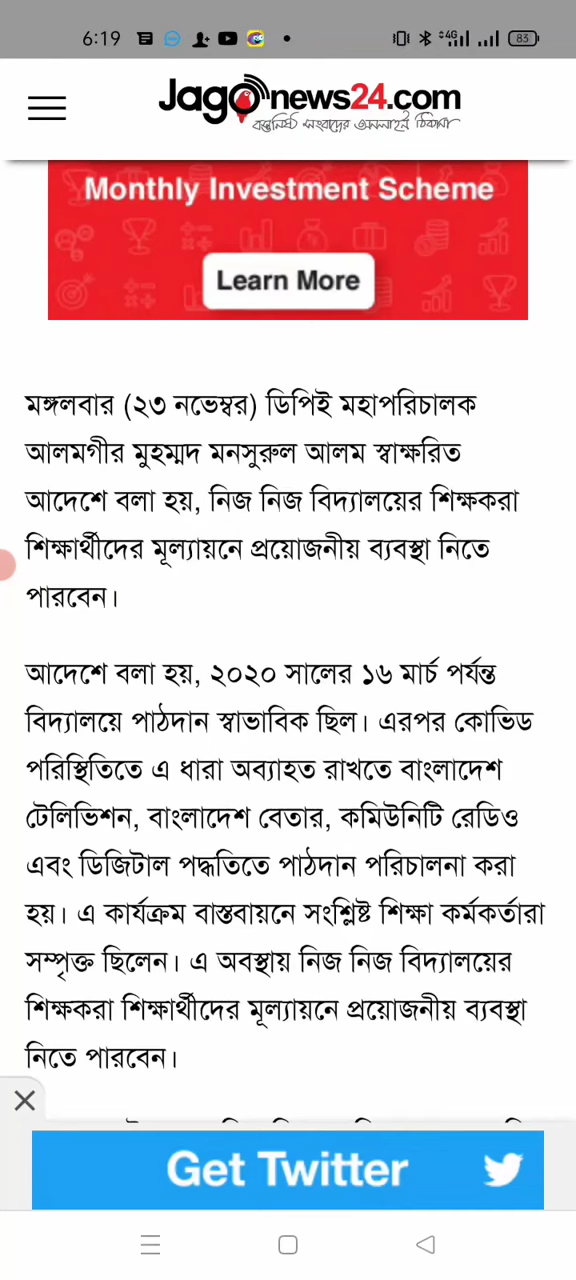 6:19
4G
83
Jagonews24.com
বস্তুনিষ্ঠ সংবাদের অনলাইন ঠিকানা
Monthly Investment Scheme
Learn More
মঙ্গলবার (২৩ নভেম্বর) ডিপিই মহাপরিচালক
আলমগীর মুহম্মদ মনসুরুল আলম স্বাক্ষরিত
আদেশে বলা হয়, নিজ নিজ বিদ্যালয়ের শিক্ষকরা
শিক্ষার্থীদের মূল্যায়নে প্রয়োজনীয় ব্যবস্থা নিতে
পারবেন।
আদেশে বলা হয়, ২০২০ সালের ১৬ মার্চ পর্যন্ত
বিদ্যালয়ে পাঠদান স্বাভাবিক ছিল। এরপর কোভিড
পরিস্থিতিতে এ ধারা অব্যাহত রাখতে বাংলাদেশ
টেলিভিশন, বাংলাদেশ বেতার, কমিউনিটি রেডিও
এবং ডিজিটাল পদ্ধতিতে পাঠদান পরিচালনা করা
হয়। এ কার্যক্রম বাস্তবায়নে সংশ্লিষ্ট শিক্ষা কর্মকর্তারা
সম্পৃক্ত ছিলেন। এ অবস্থায় নিজ নিজ বিদ্যালয়ের
শিক্ষকরা শিক্ষার্থীদের মূল্যায়নে প্রয়োজনীয় ব্যবস্থা
নিতে পারবেন।
Get Twitter